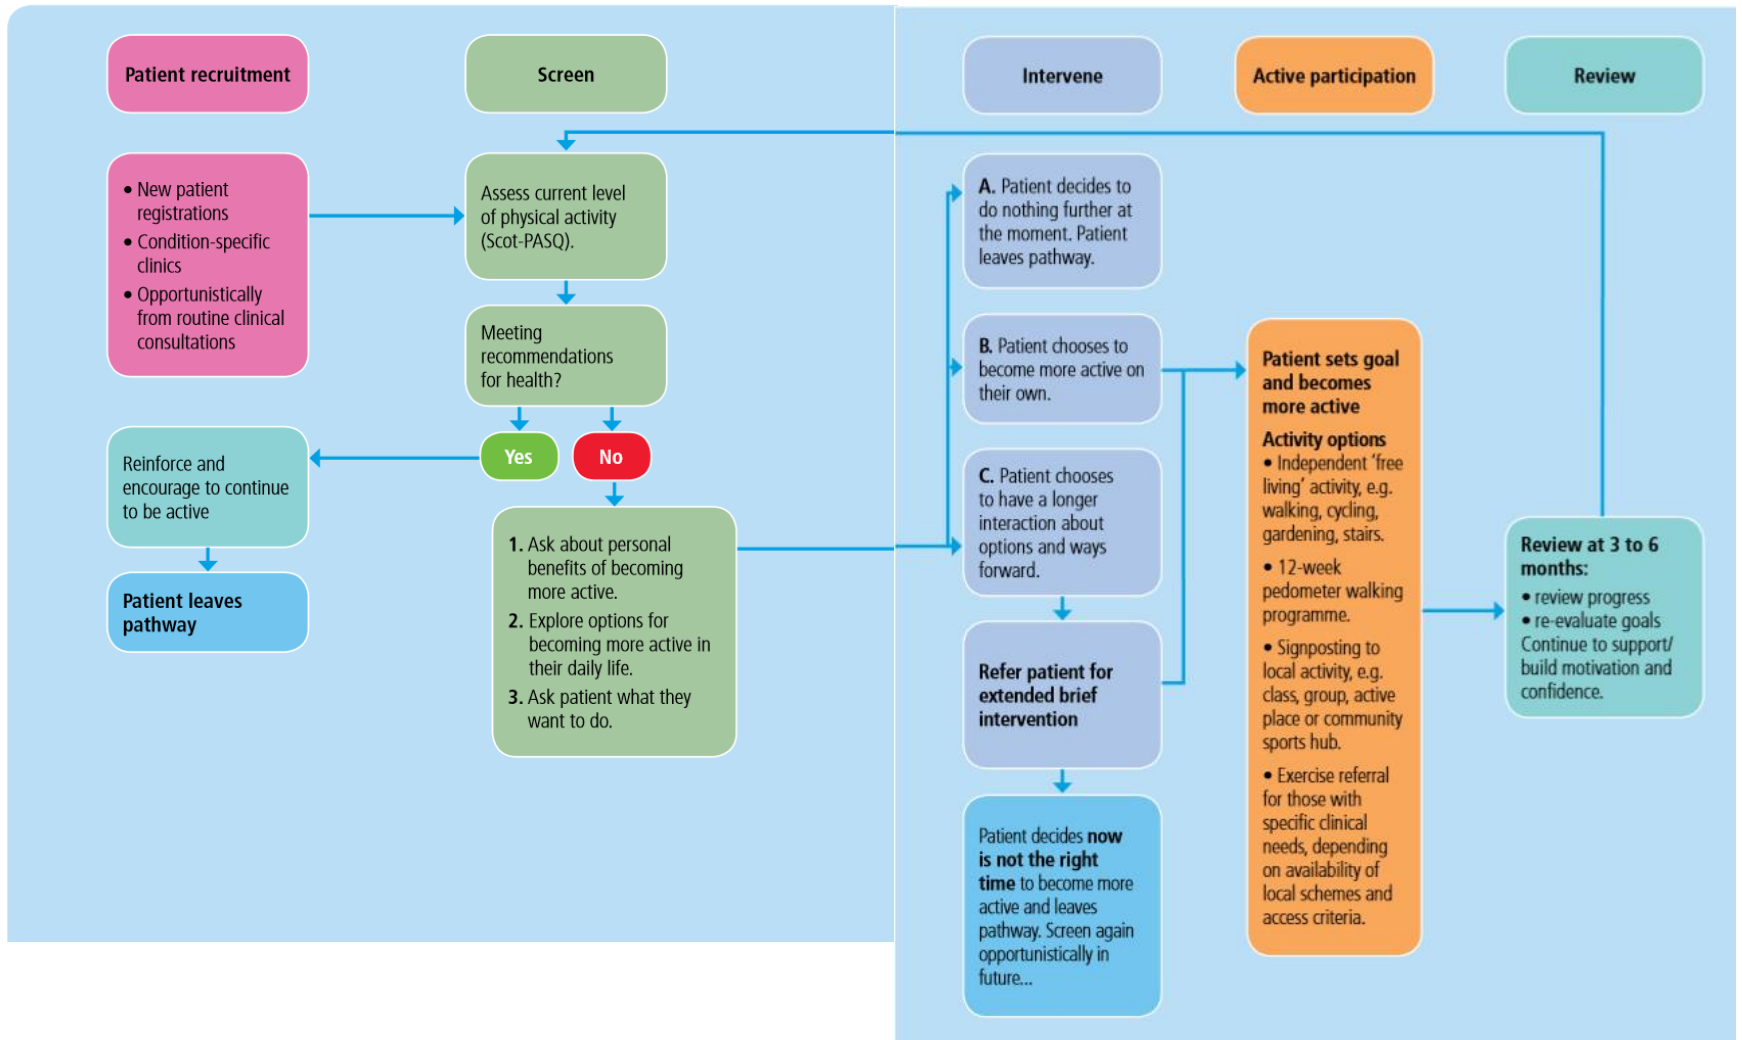 Patient recruitment
Screen
Intervene
Active participation
Review
• New patient
registrations
• Condition-specific
clinics
• Opportunistically
from routine clinical
consultations
Assess current level
of physical activity
(Scot-PASQ).
Meeting
recommendations
for health?
Yes
No
Reinforce and
encourage to continue
to be active
Patient leaves
pathway
1. Ask about personal
benefits of becoming
more active.
2. Explore options for
becoming more active in
their daily life.
3. Ask patient what they
want to do.
A. Patient decides to
do nothing further at
the moment. Patient
leaves pathway.
B. Patient chooses to
become more active on
their own.
C. Patient chooses
to have a longer
interaction about
options and ways
forward.
Refer patient for
extended brief
intervention
Patient decides now
is not the right
time to become more
active and leaves
pathway. Screen again
opportunistically in
future...
Patient sets goal
and becomes
more active
Activity options
• Independent ‘free
living’ activity, e.g.
walking, cycling,
gardening, stairs.
• 12-week
pedometer walking
programme.
• Signposting to
local activity, e.g.
class, group, active
place or community
sports hub.
• Exercise referral
for those with
specific clinical
needs, depending
on availability of
local schemes and
access criteria.
Review at 3 to 6
months:
• review progress
• re-evaluate goals
Continue to support/
build motivation and
confidence.